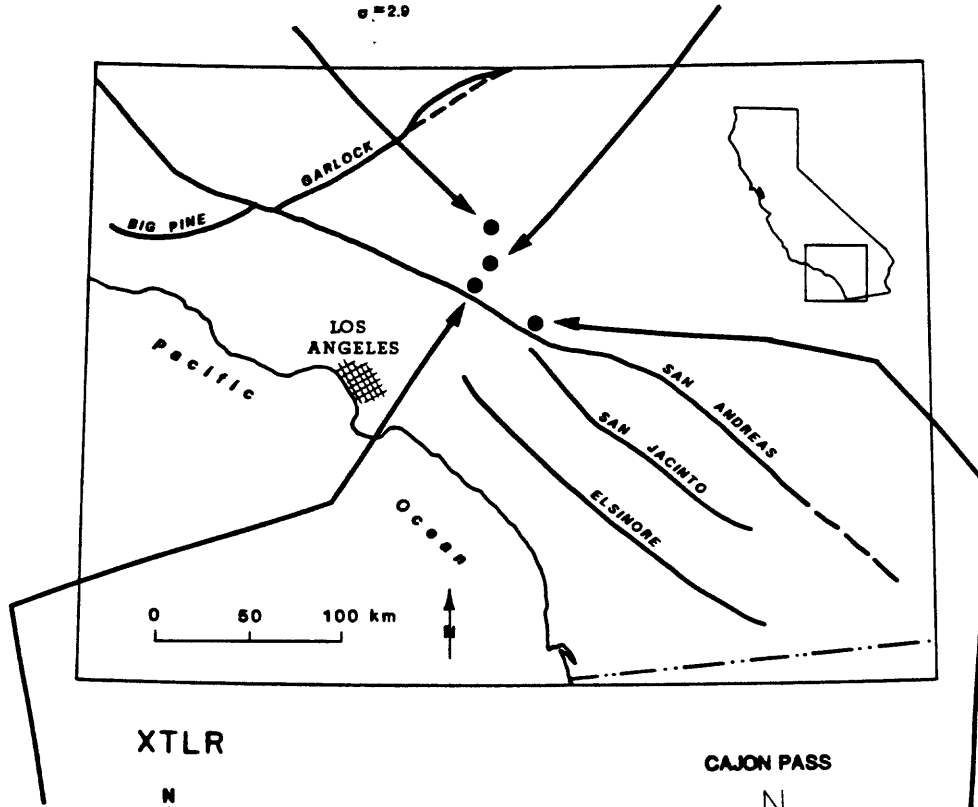 σ = 2.9
GARLOCK
BIG PINE
LOS
ANGELES
Pacific
SAN ANDREAS
SAN JACINTO
ELSINORE
Ocean
0 50 100 km
N
XTLR
N
CAJON PASS
N